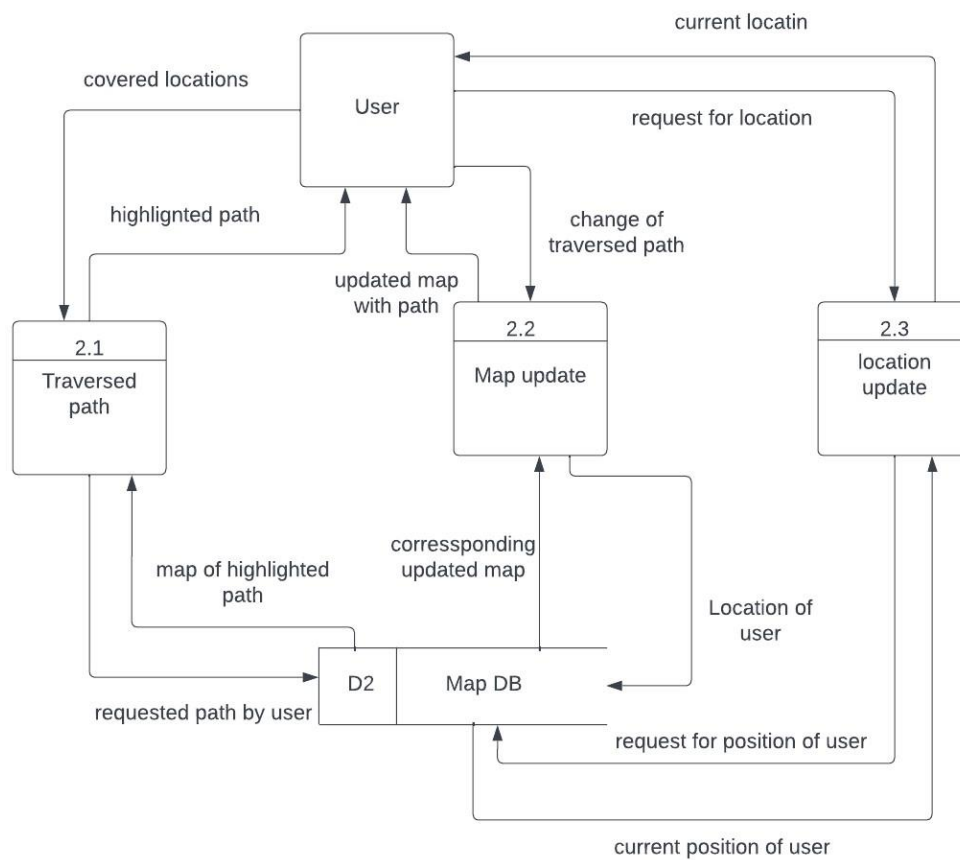 current locatin
covered locations
User
request for location
highlignted path
change of
traversed path
updated map
with path
2.1
Traversed
path
2.2
Map update
2.3
location
update
corressponding
updated map
map of highlighted
path
Location of
user
D2
Map DB
requested path by user
request for position of user
current position of user